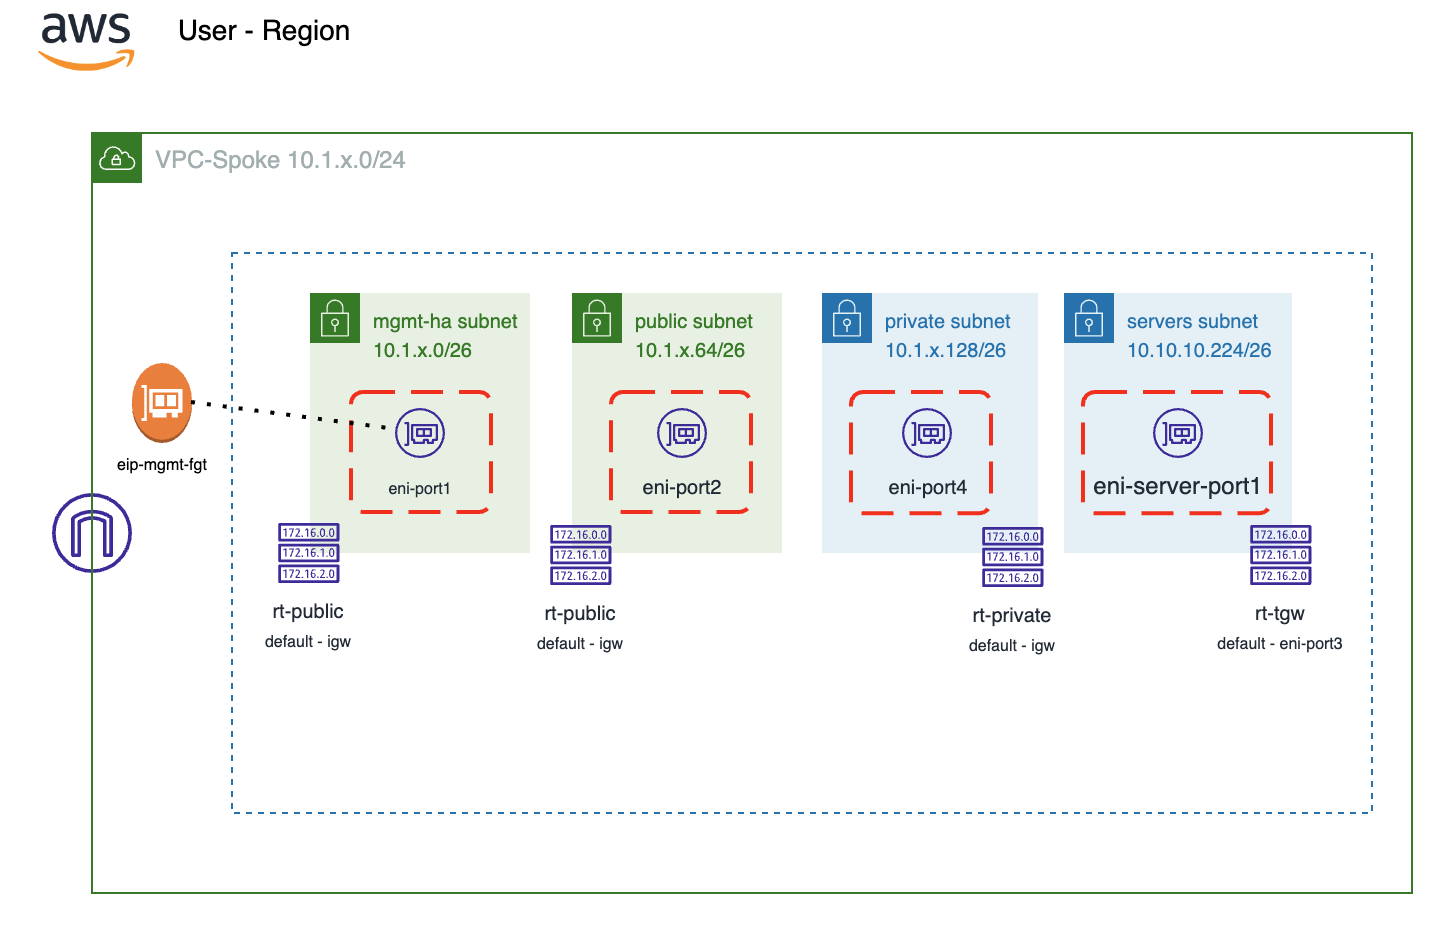 aws
User - Region
VPC-Spoke 10.1.x.0/24
mgmt-ha subnet
10.1.x.0/26
public subnet
10.1.x.64/26
private subnet
10.1.x.128/26
servers subnet
10.10.10.224/26
eip-mgmt-fgt
eni-port1
eni-port2
eni-port4
eni-server-port1
172.16.0.0
172.16.1.0
172.16.2.0
rt-public
default - igw
172.16.0.0
172.16.1.0
172.16.2.0
rt-public
default - igw
172.16.0.0
172.16.1.0
172.16.2.0
rt-private
default - igw
172.16.0.0
172.16.1.0
172.16.2.0
rt-tgw
default - eni-port3